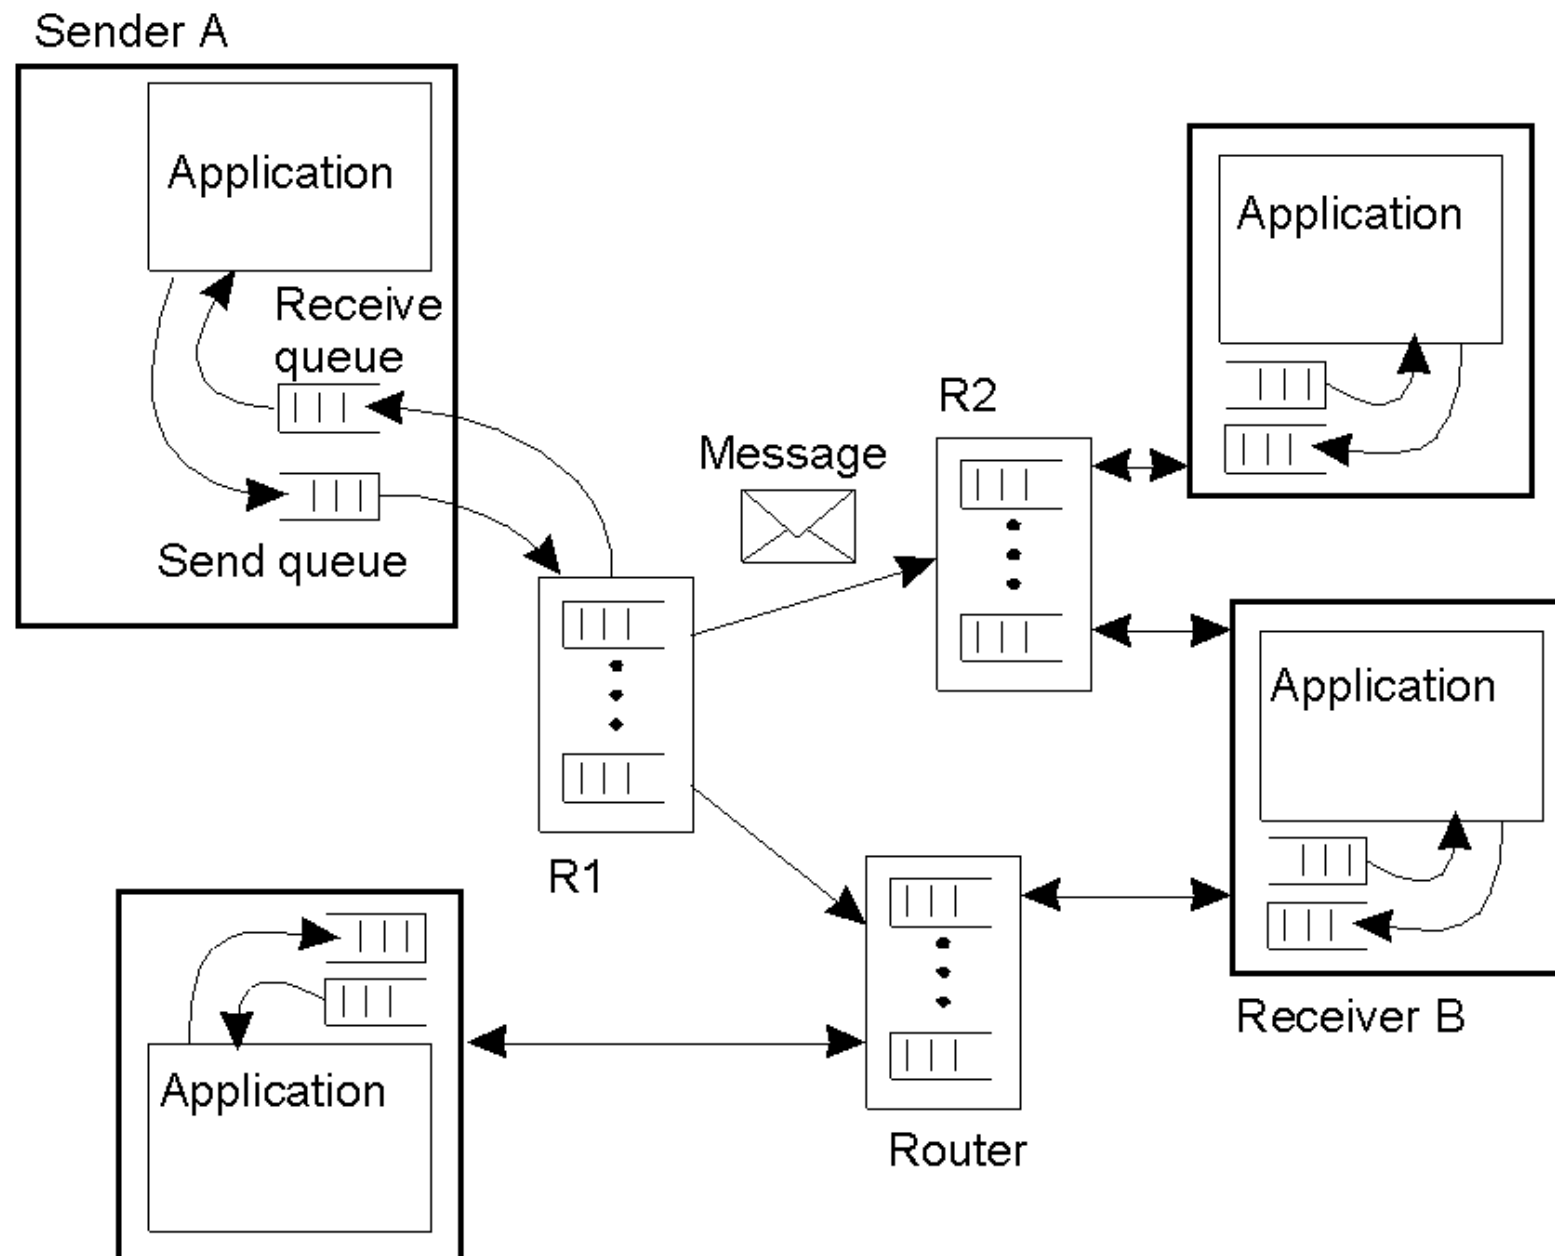 Sender A
Application
Receive
queue
Send queue
Message
R1
R2
Application
Application
Receiver B
Router
Application